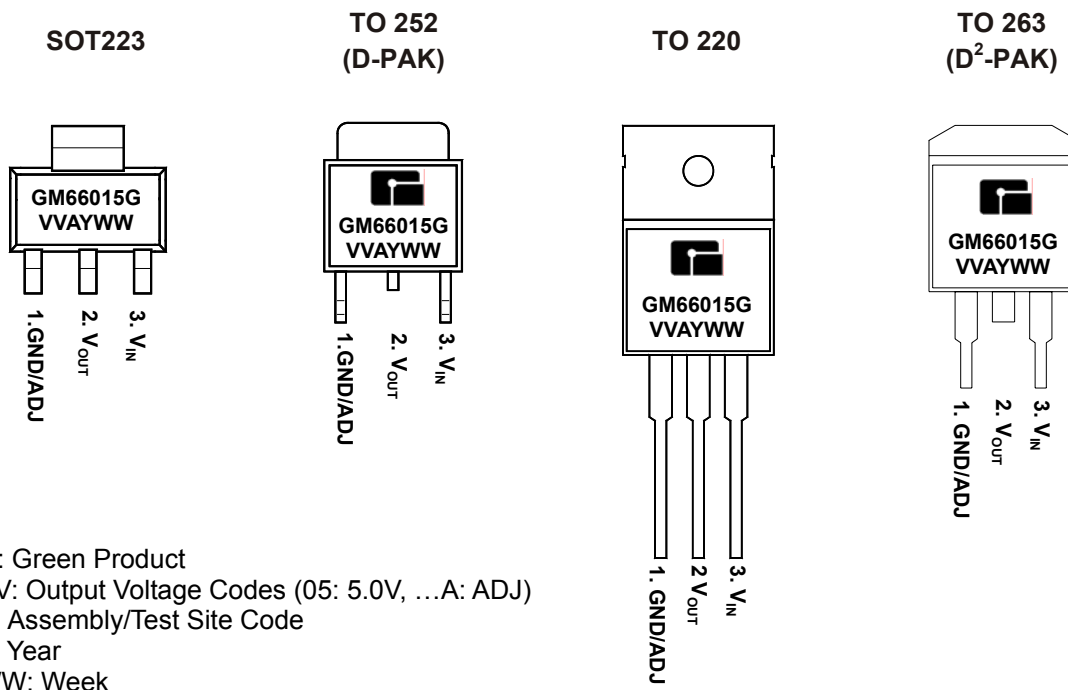 SOT223
TO 252
(D-PAK)
TO 220
TO 263
(D²-PAK)
GM66015G
VVAYWW
1.GND/ADJ
2. VOUT
3. VIN
GM66015G
VVAYWW
1.GND/ADJ
2. VOUT
3. VIN
GM66015G
VVAYWW
1. GND/ADJ
2 VOUT
3. VIN
GM66015G
VVAYWW
1. GND/ADJ
2. VOUT
3. VIN
: Green Product
: Output Voltage Codes (05: 5.0V, …A: ADJ)
Assembly/Test Site Code
Year
: Week